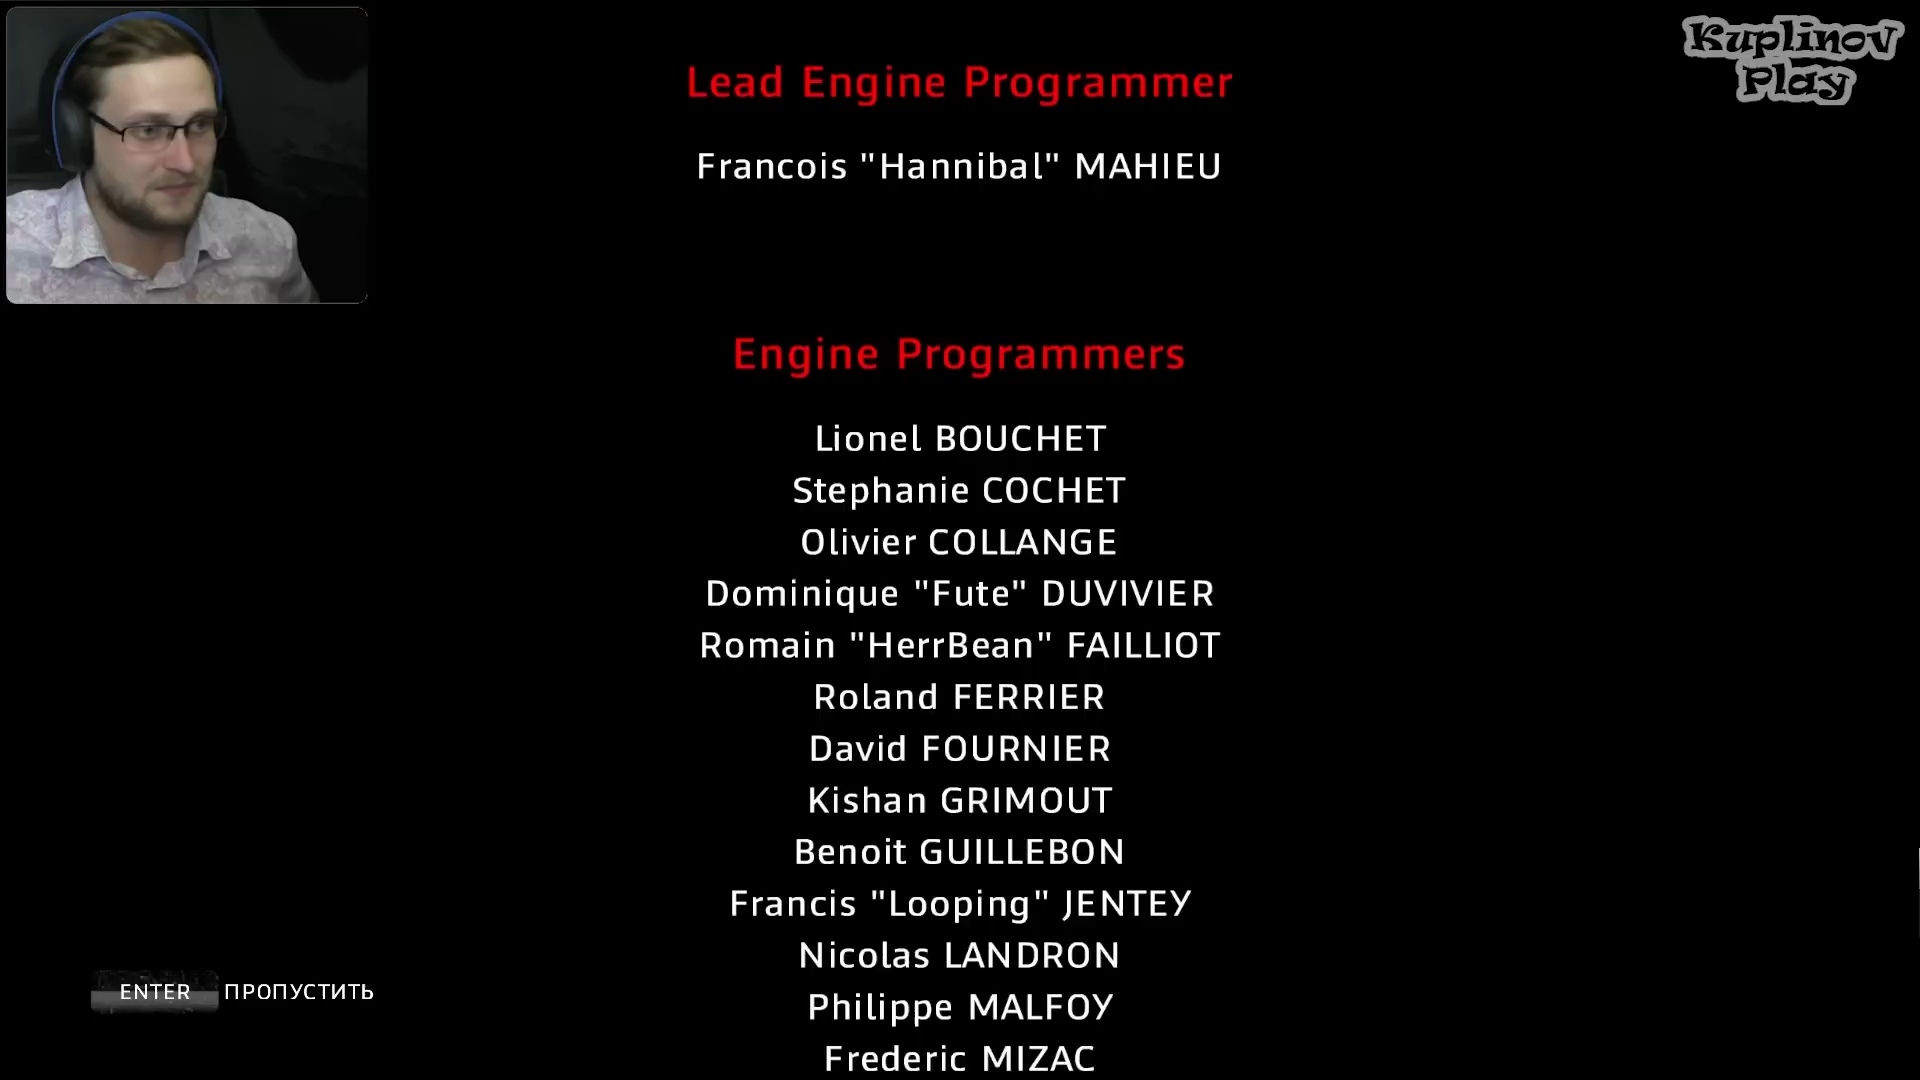 Kuplinov
Play
Lead Engine Programmer
Francois "Hannibal" MAHIEU
Engine Programmers
Lionel BOUCHET
Stephanie COCHET
Olivier COLLANGE
Dominique "Fute" DUVIVIER
Romain "HerrBean" FAILLIOT
Roland FERRIER
David FOURNIER
Kishan GRIMOUT
Benoit GUILLEBON
Francis "Looping" JENTEY
Nicolas LANDRON
Philippe MALFOY
Frederic MIZAC
ENTER ПРОПУСТИТЬ